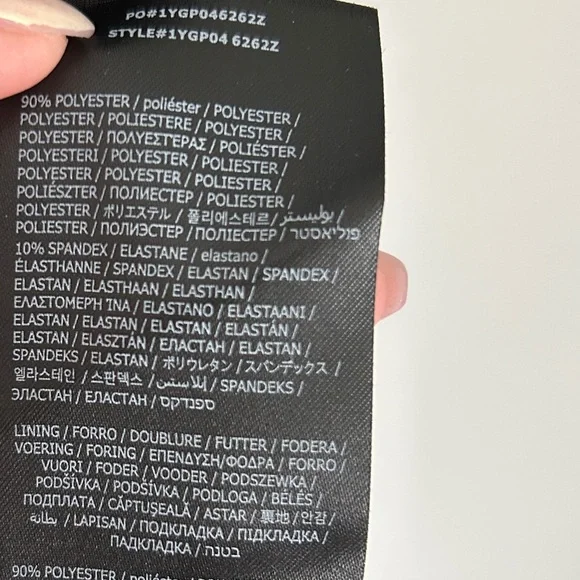 PO#1YGP046262Z
STYLE#1YGP04 6262Z
90% POLYESTER / poliéster / POLYESTER /
POLYESTER / POLIESTERE / POLYESTER /
POLYESTER / ΠΟΛΥΕΣΤΈΡΑΣ / POLIÉSTER /
POLYESTERI / POLYESTER / POLIESTER /
POLYESTER / POLYESTER / POLIESTER /
POLIÉSZTER / ПОЛИЕСТЕР / POLIESTER /
POLYESTER / ポリエステル / 폴리에스테르 / بوليستر /
POLIESTER / ПОЛИЭСТЕР / ПОЛІЕСТЕР / פוליאסטר
10% SPANDEX / ELASTANE / elastano /
ÉLASTHANNE / SPANDEX / ELASTAN / SPANDEX /
ELASTAN / ELASTHAAN / ELASTHAN /
ΕΛΑΣΤΟΜΕΡΉ ΊΝΑ / ELASTANO / ELASTAANI /
ELASTAN / ELASTAN / ELASTAN / ELASTÁN /
ELASTAN / ELASZTÁN / ЕЛАСТАН / ELASTAN /
SPANDEKS / ELASTAN / ポリウレタン / スパンデックス /
엘라스테인 / 스판덱스 / إيلاستين / SPANDEKS /
ЭЛАСТАН / ЕЛАСТАН / ספנדקס
LINING / FORRO / DOUBLURE / FUTTER / FODERA /
VOERING / FORING / ΕΠΕΝΔΥΣΗ/ΦΟΔΡΑ / FORRO /
VUORI / FODER / VOODER / PODSZEWKA /
PODŠÍVKA / PODŠÍVKA / PODLOGA / BÉLÉS /
ПОДПЛАТА / CĂPTUȘEALĂ / ASTAR / 裏地 / 안감 /
بطانة / LAPISAN / ПОДКЛАДКА / ПІДКЛАДКА /
ПАДКЛАДКА / בטנה
90% POLYESTER / poliéster /